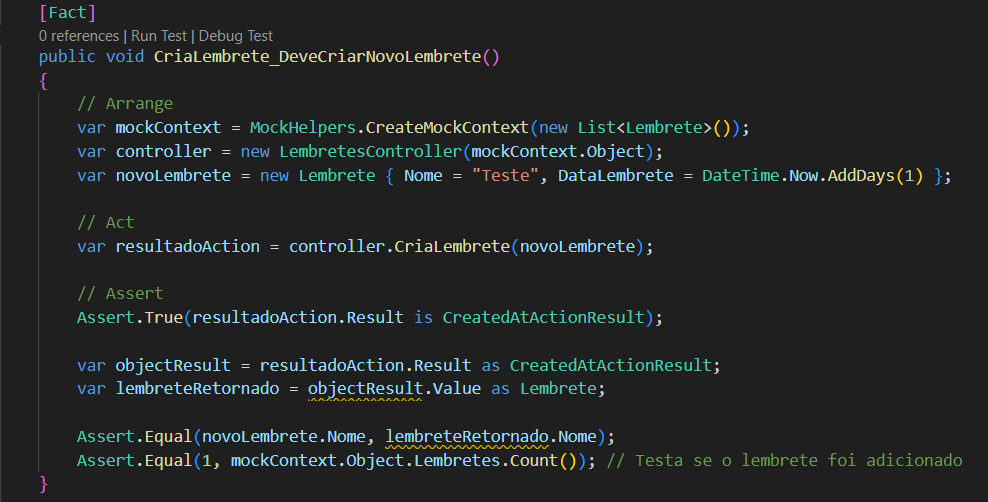 [Fact]
0 references | Run Test | Debug Test
public void CriaLembrete_DeveCriarNovoLembrete()
{
// Arrange
var mockContext = MockHelpers.CreateMockContext(new List<Lembrete>());
var controller = new LembretesController(mockContext.Object);
var novoLembrete = new Lembrete { Nome = "Teste", DataLembrete = DateTime.Now.AddDays(1) };
// Act
var resultadoAction = controller.CriaLembrete(novoLembrete);
// Assert
Assert.True(resultadoAction.Result is CreatedAtActionResult);
var objectResult = resultadoAction.Result as CreatedAtActionResult;
var lembreteRetornado = objectResult.Value as Lembrete;
Assert.Equal(novoLembrete.Nome, lembreteRetornado.Nome);
Assert.Equal(1, mockContext.Object.Lembretes.Count()); // Testa se o lembrete foi adicionado
}